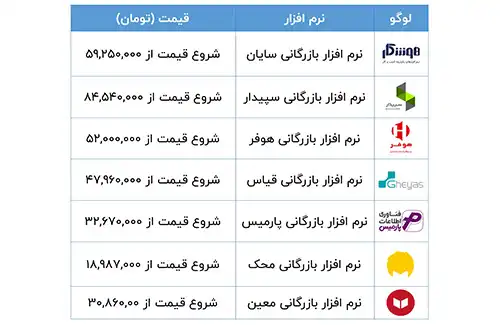 لوگو نرم افزار قیمت (تومان)
هوشکار نرم افزار بازرگانی سایان شروع قیمت از ۵۹,۲۵۰,۰۰۰
سپیدار نرم افزار بازرگانی سپیدار شروع قیمت از ۸۴,۵۴۰,۰۰۰
هوفر نرم افزار بازرگانی هوفر شروع قیمت از ۵۲,۰۰۰,۰۰۰
Gheyas نرم افزار بازرگانی قیاس شروع قیمت از ۴۷,۹۶۰,۰۰۰
فناوری اطلاعات پارمیس نرم افزار بازرگانی پارمیس شروع قیمت از ۳۲,۶۷۰,۰۰۰
نرم افزار بازرگانی محک شروع قیمت از ۱۸,۹۸۷,۰۰۰
نرم افزار بازرگانی معین شروع قیمت از ۳۰,۸۶۰,۰۰